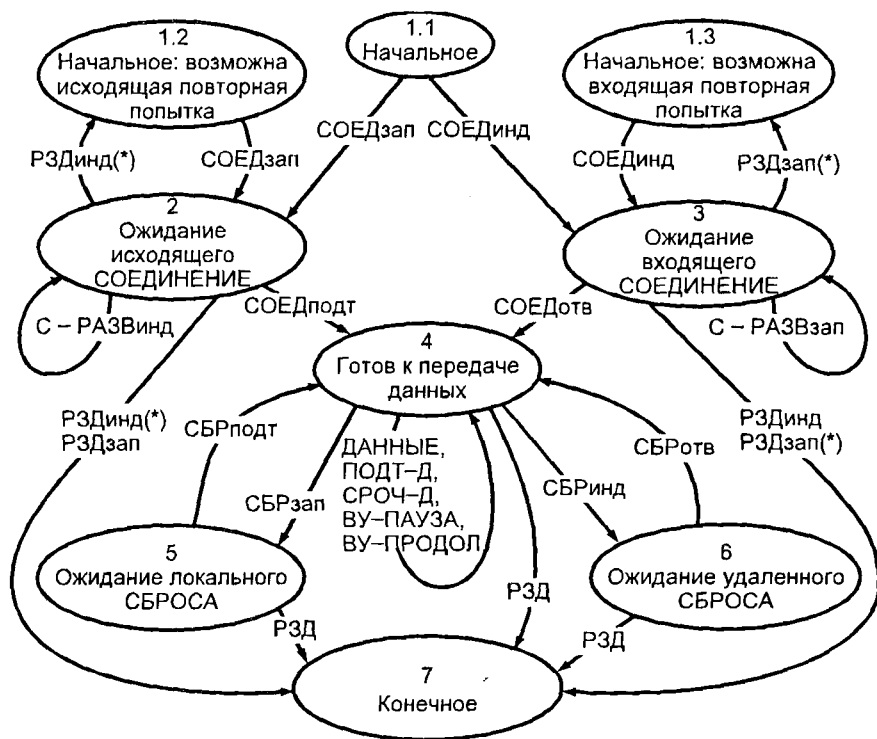 1.2
Начальное: возможна
исходящая повторная
попытка
1.1
Начальное
1.3
Начальное: возможна
входящая повторная
попытка
РЗДинд(*)
СОЕДзап
СОЕДзап
СОЕДинд
СОЕДинд
РЗДзап(*)
2
Ожидание
исходящего
СОЕДИНЕНИЕ
3
Ожидание
входящего
СОЕДИНЕНИЕ
С – РАЗВинд
СОЕДподт
СОЕДотв
С – РАЗВзап
4
Готов к передаче
данных
РЗДинд(*)
РЗДзап
СБРподт
СБРзап
ДАННЫЕ,
ПОДТ–Д,
СРОЧ–Д,
ВУ–ПАУЗА,
ВУ–ПРОДОЛ
СБРинд
СБРотв
РЗДинд
РЗДзап(*)
5
Ожидание локального
СБРОСА
6
Ожидание удаленного
СБРОСА
РЗД
РЗД
РЗД
7
Конечное